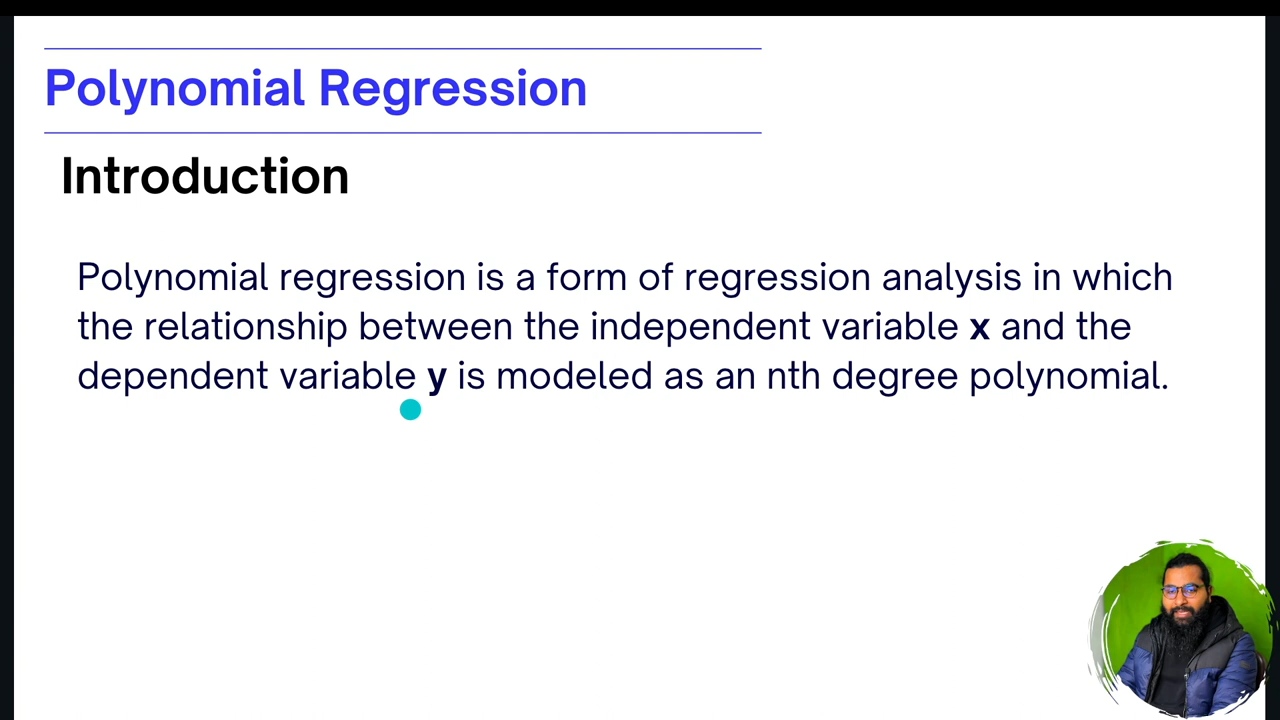 Polynomial Regression
Introduction
Polynomial regression is a form of regression analysis in which
the relationship between the independent variable x and the
dependent variable y is modeled as an nth degree polynomial.